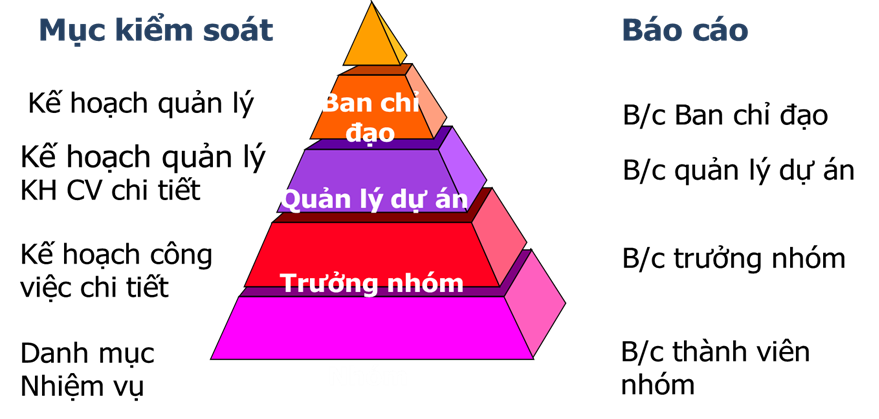 Mục kiểm soát
Báo cáo
Kế hoạch quản lý
Ban chỉ
đạo
B/c Ban chỉ đạo
Kế hoạch quản lý
KH CV chi tiết
Quản lý dự án
B/c quản lý dự án
Kế hoạch công
việc chi tiết
Trưởng nhóm
B/c trưởng nhóm
Danh mục
Nhiệm vụ
B/c thành viên
nhóm